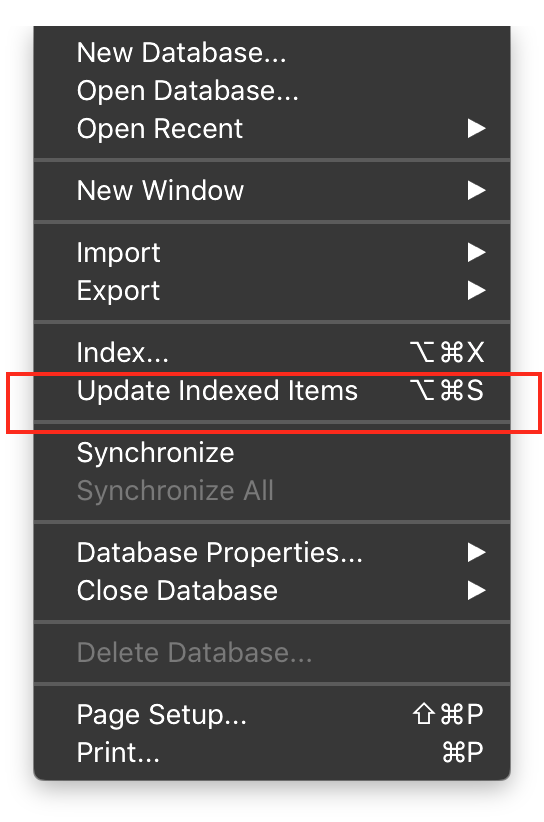 New Database...
Open Database...
Open Recent ▶
New Window ▶
Import ▶
Export ▶
Index... ⌥⌘X
Update Indexed Items ⌥⌘S
Synchronize
Synchronize All
Database Properties... ▶
Close Database ▶
Delete Database...
Page Setup... ⇧⌘P
Print... ⌘P